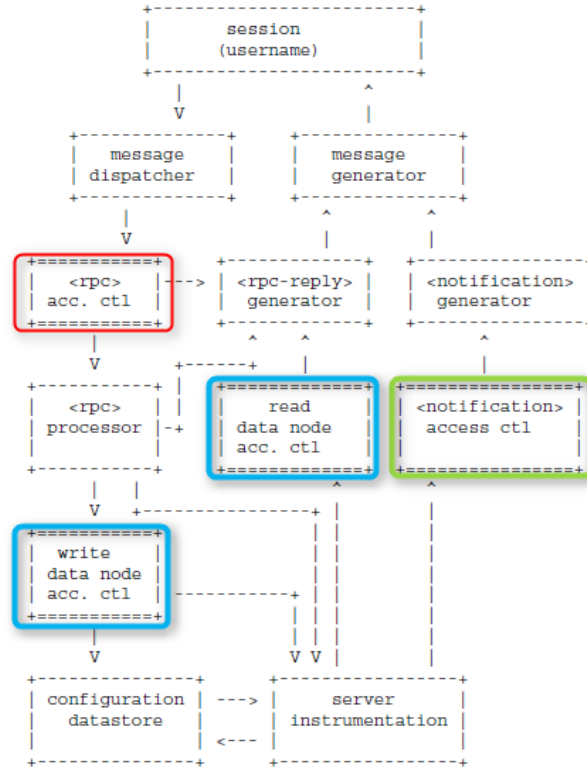 session
(username)
message
dispatcher
message
generator
<rpc>
acc. ctl
<rpc-reply>
generator
<notification>
generator
<rpc>
processor
read
data node
acc. ctl
<notification>
access ctl
write
data node
acc. ctl
configuration
datastore
server
instrumentation